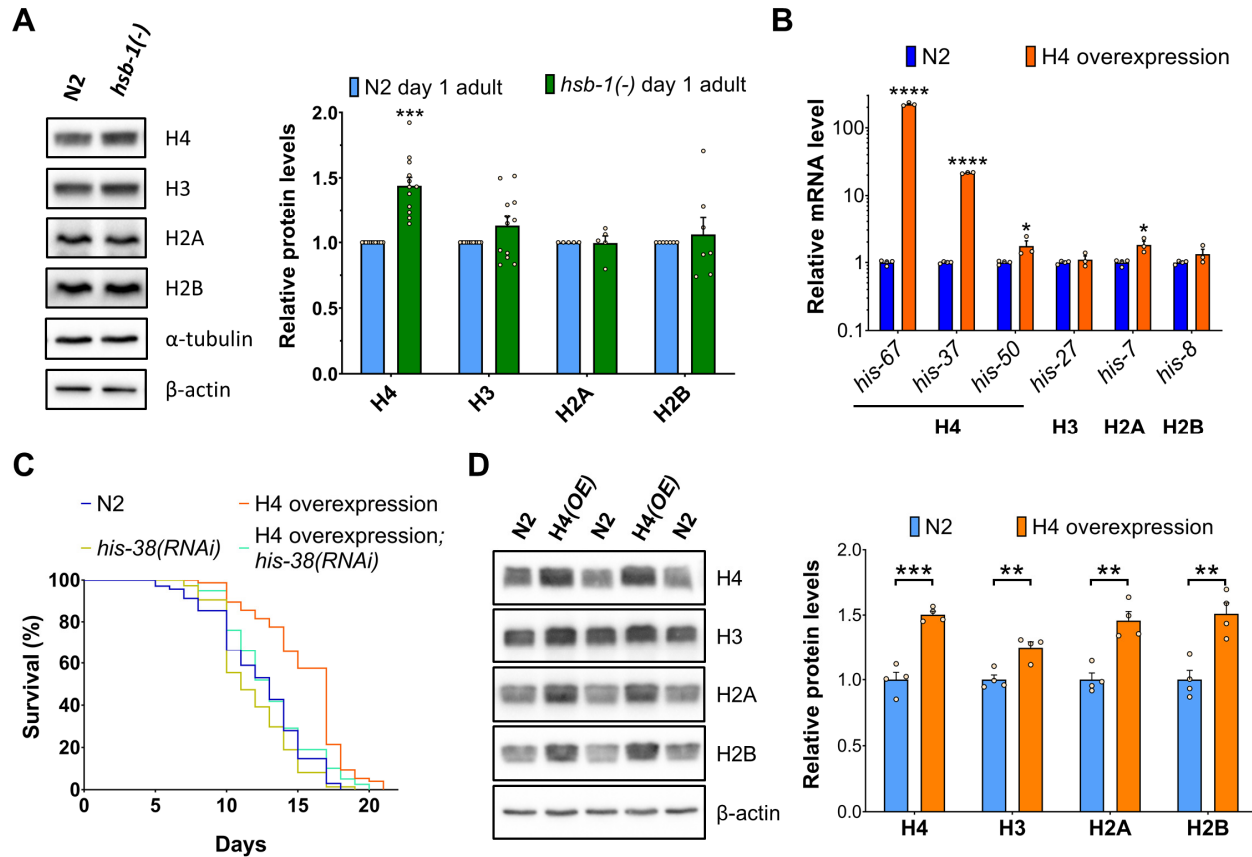 A
N2
hsb-1(-)
H4
H3
H2A
H2B
α-tubulin
β-actin
N2 day 1 adult
hsb-1(-) day 1 adult
Relative protein levels
2.0
1.5
1.0
0.5
0.0
***
H4
H3
H2A
H2B
B
N2
H4 overexpression
Relative mRNA level
100
10
1
0.1
****
****
*
*
his-67
his-37
his-50
his-27
his-7
his-8
H4
H3
H2A
H2B
C
N2
H4 overexpression
his-38(RNAi)
H4 overexpression;
his-38(RNAi)
Survival (%)
100
80
60
40
20
0
0
5
10
15
20
Days
D
N2
H4(OE)
N2
H4(OE)
N2
H4
H3
H2A
H2B
β-actin
N2
H4 overexpression
Relative protein levels
2.0
1.5
1.0
0.5
0.0
***
**
**
**
H4
H3
H2A
H2B